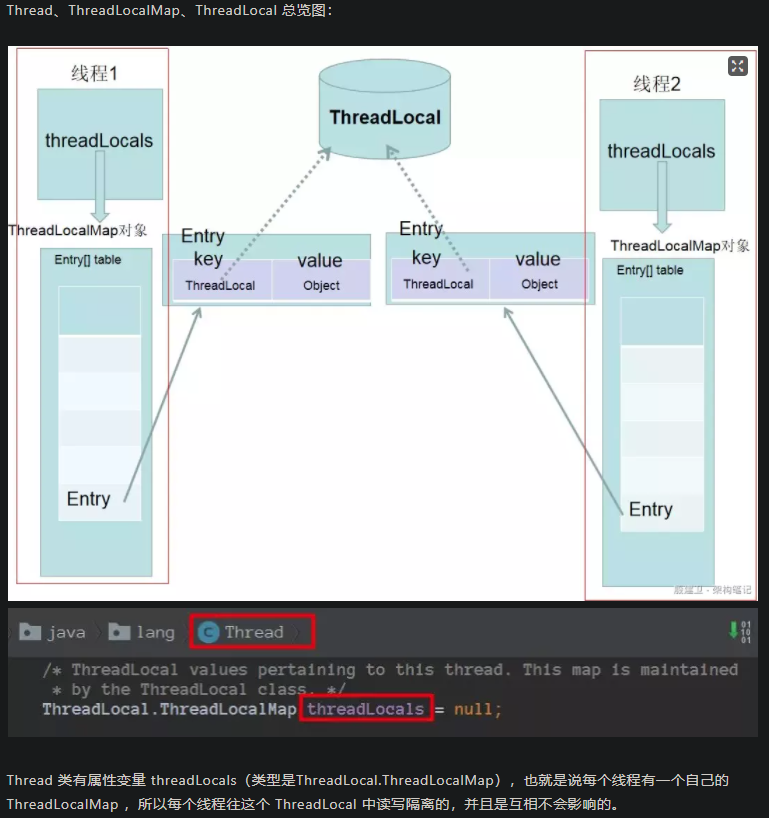 Thread、ThreadLocalMap、ThreadLocal 总览图：
线程1
threadLocals
ThreadLocalMap对象
Entry[] table
Entry
Entry
key
value
ThreadLocal
Object
ThreadLocal
Entry
key
value
ThreadLocal
Object
线程2
threadLocals
ThreadLocalMap对象
Entry[] table
Entry
java
lang
C Thread
01
10
01
/* ThreadLocal values pertaining to this thread. This map is maintained
* by the ThreadLocal class. */
ThreadLocal.ThreadLocalMap threadLocals = null;
Thread 类有属性变量 threadLocals（类型是ThreadLocal.ThreadLocalMap），也就是说每个线程有一个自己的
ThreadLocalMap ，所以每个线程往这个 ThreadLocal 中读写隔离的，并且是互相不会影响的。